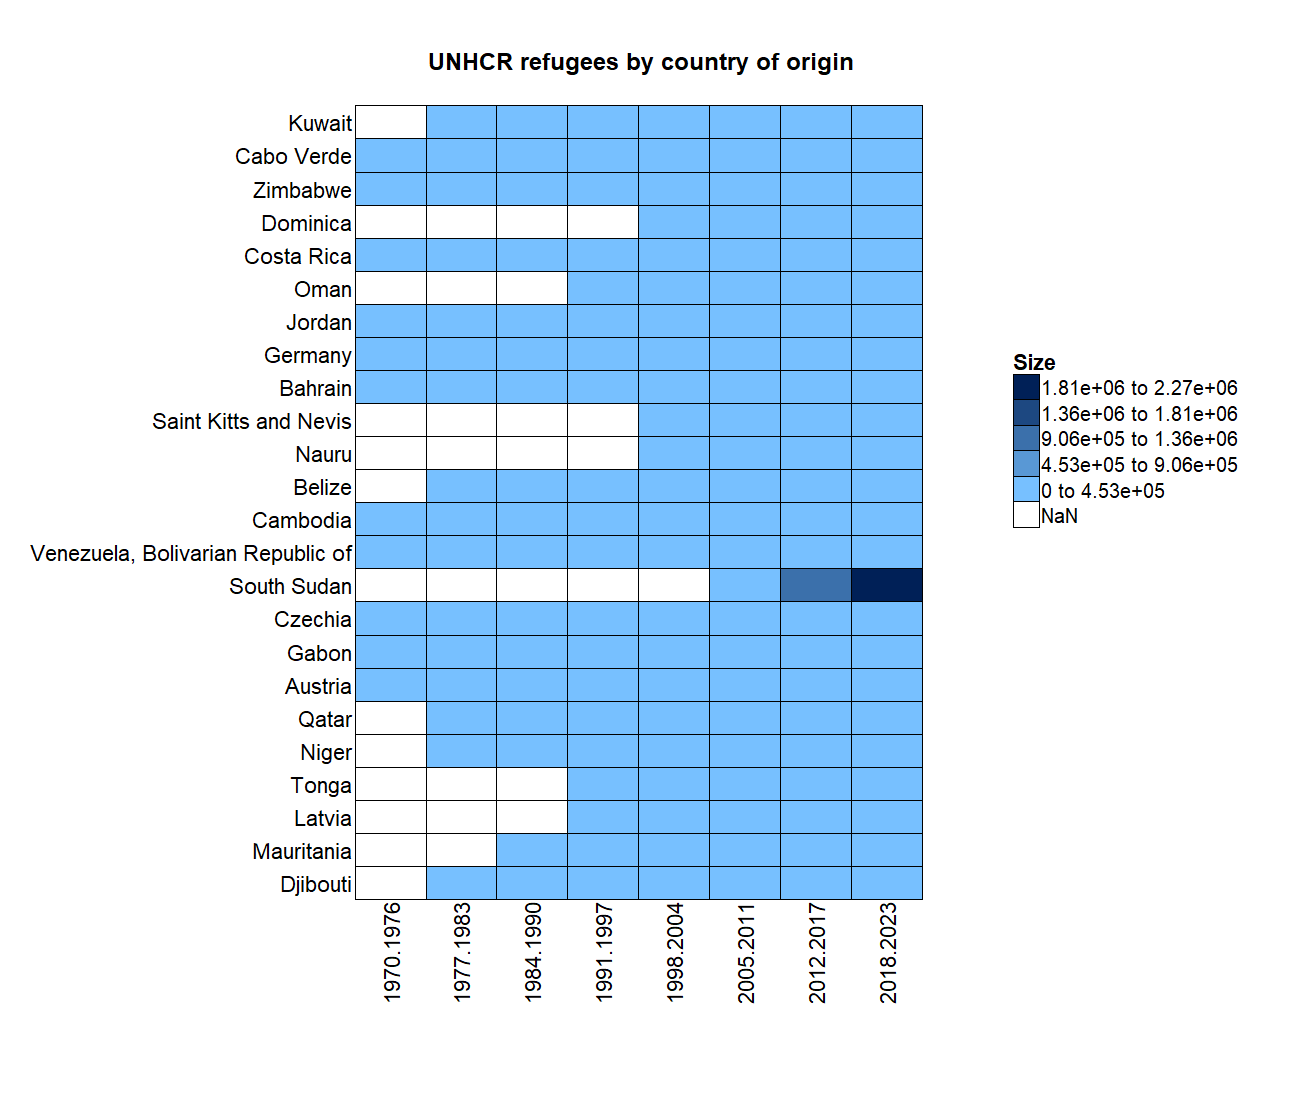 UNHCR refugees by country of origin
Kuwait
Cabo Verde
Zimbabwe
Dominica
Costa Rica
Oman
Jordan
Germany
Bahrain
Saint Kitts and Nevis
Nauru
Belize
Cambodia
Venezuela, Bolivarian Republic of
South Sudan
Czechia
Gabon
Austria
Qatar
Niger
Tonga
Latvia
Mauritania
Djibouti
1970.1976
1977.1983
1984.1990
1991.1997
1998.2004
2005.2011
2012.2017
2018.2023
Size
1.81e+06 to 2.27e+06
1.36e+06 to 1.81e+06
9.06e+05 to 1.36e+06
4.53e+05 to 9.06e+05
0 to 4.53e+05
NaN